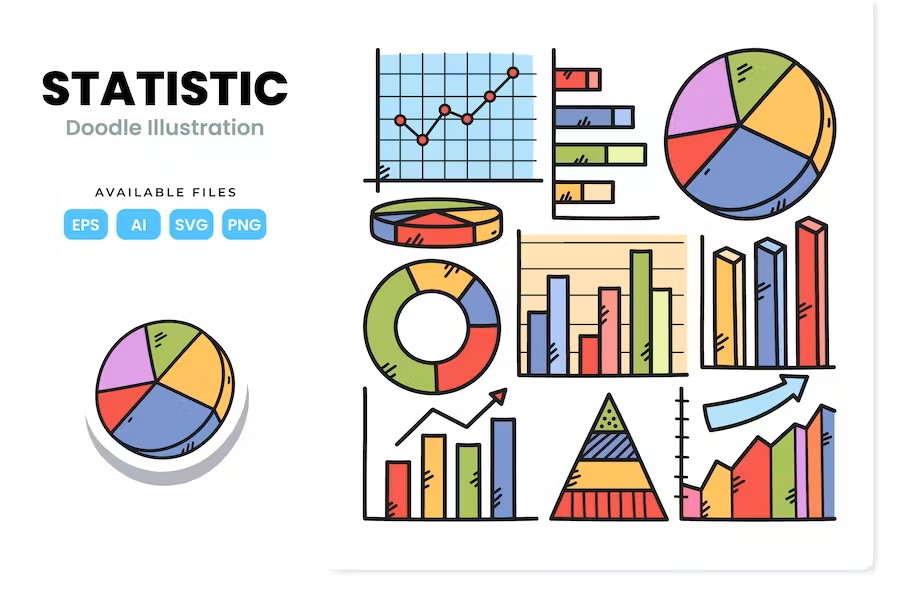 STATISTIC
Doodle Illustration
AVAILABLE FILES
EPS AI SVG PNG